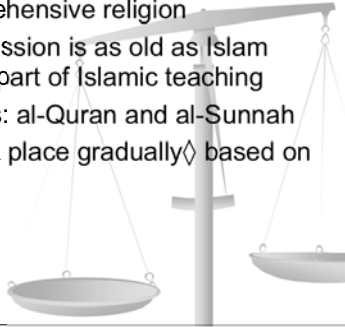 ehensive religion
ssion is as old as Islam
part of Islamic teaching
s: al-Quran and al-Sunnah
place gradually◊ based on